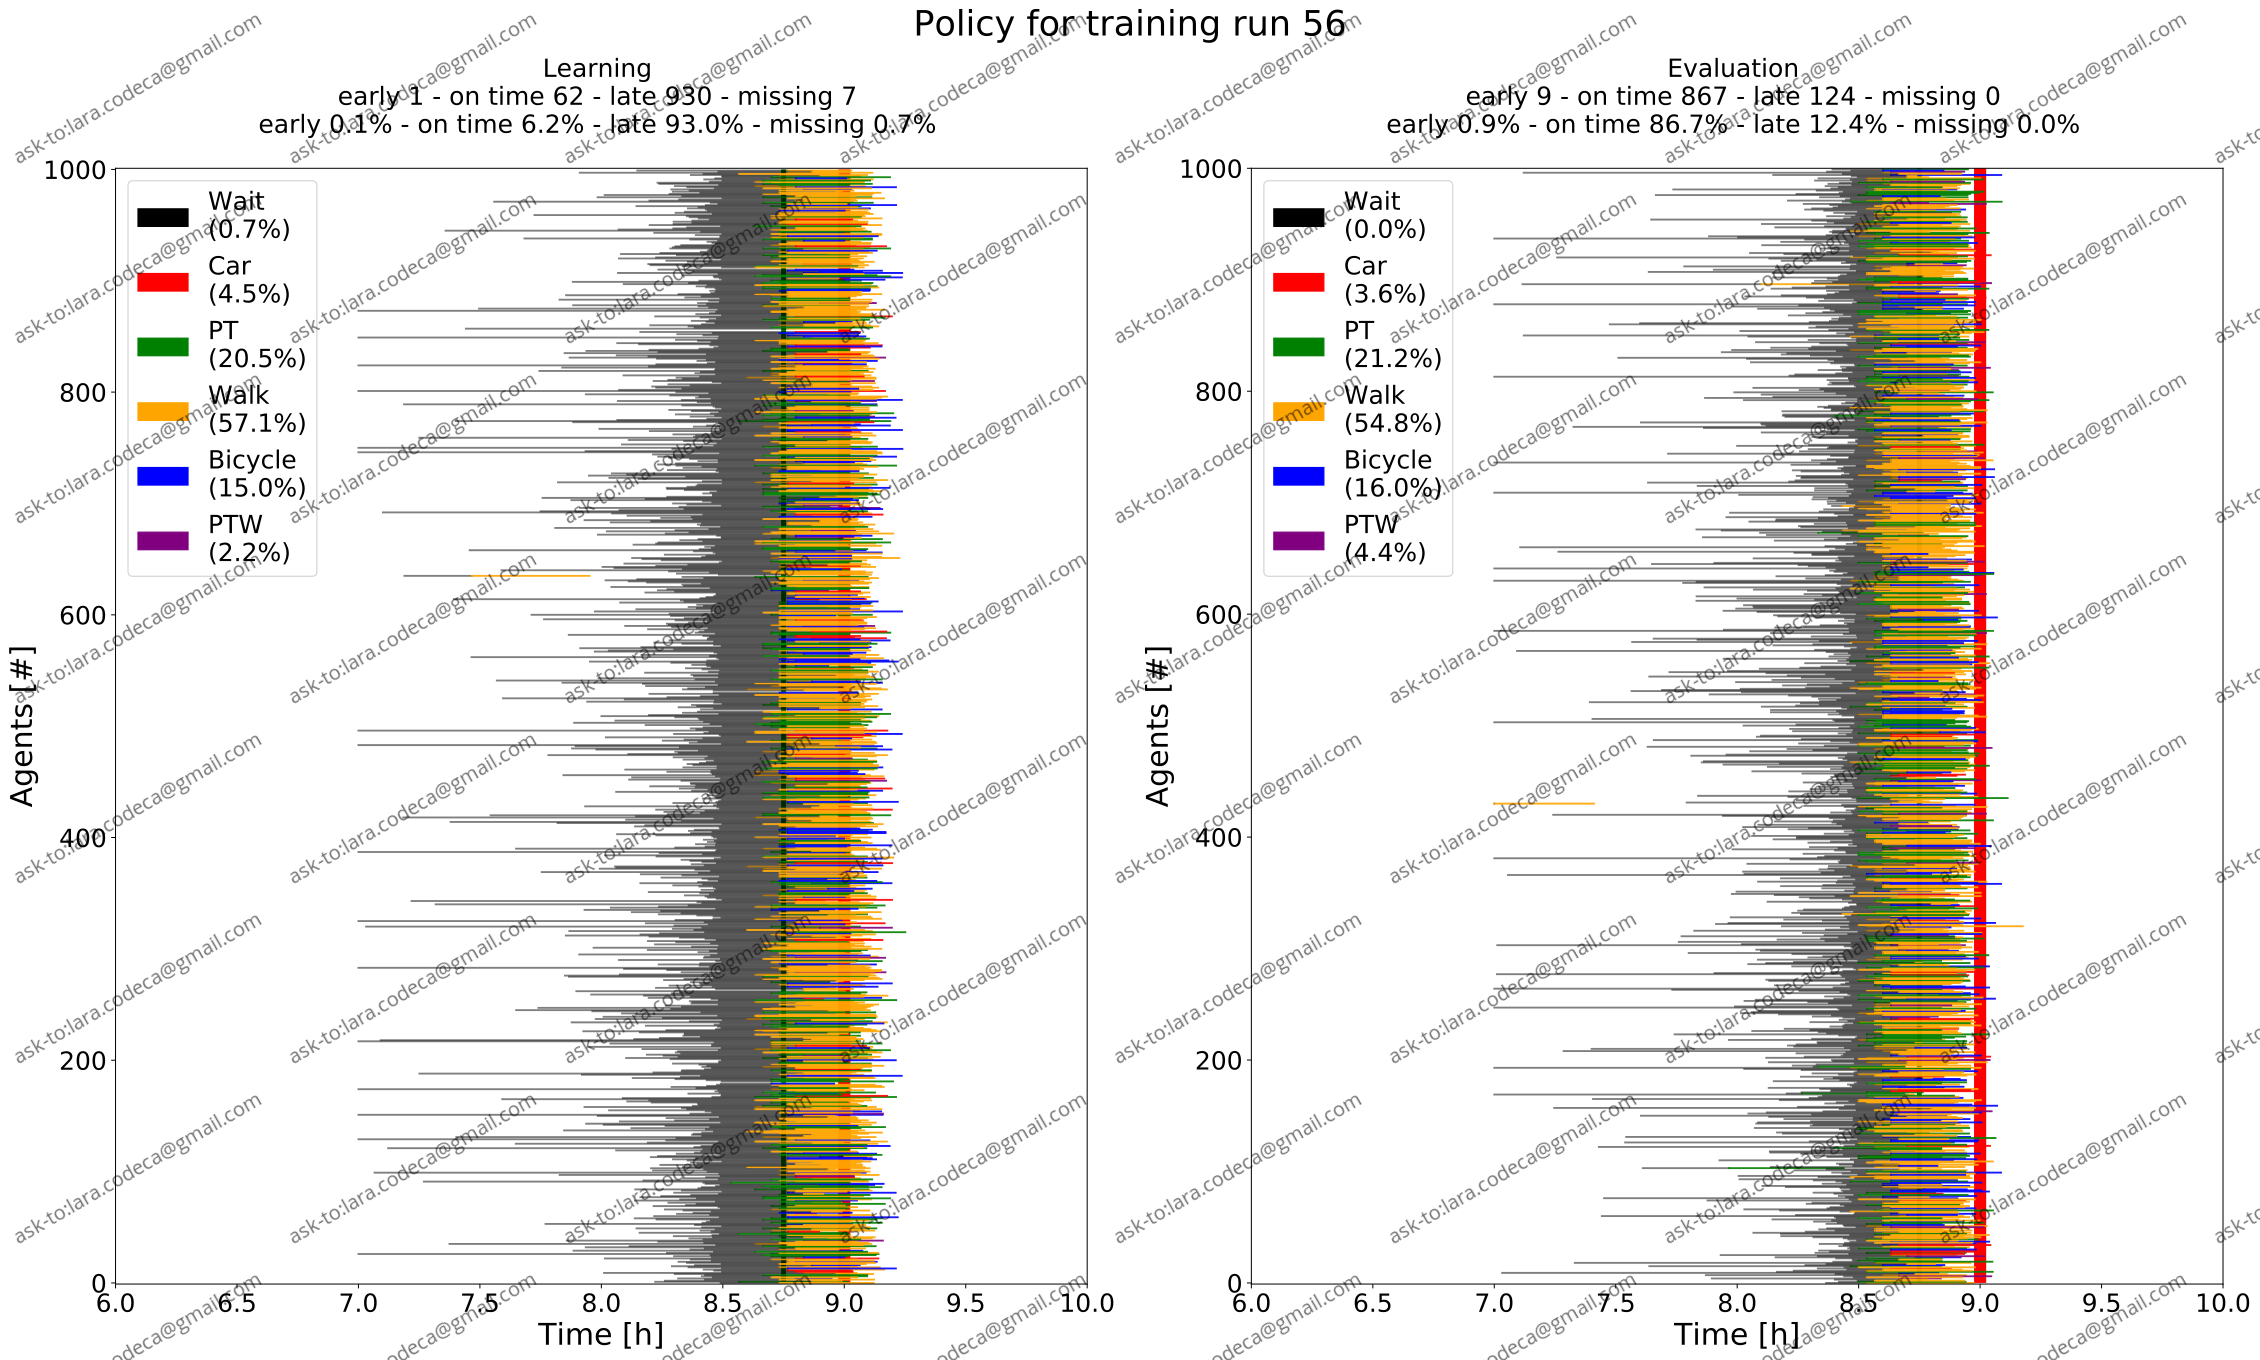 Policy for training run 56
Learning
early 1 - on time 62 - late 930 - missing 7
early 0.1% - on time 6.2% - late 93.0% - missing 0.7%
1000
800
600
400
200
0
Agents [#]
Wait
(0.7%)
Car
(4.5%)
PT
(20.5%)
Walk
(57.1%)
Bicycle
(15.0%)
PTW
(2.2%)
6.0 6.5 7.0 7.5 8.0 8.5 9.0 9.5 10.0
Time [h]
Evaluation
early 9 - on time 867 - late 124 - missing 0
early 0.9% - on time 86.7% - late 12.4% - missing 0.0%
1000
800
600
400
200
0
Agents [#]
Wait
(0.0%)
Car
(3.6%)
PT
(21.2%)
Walk
(54.8%)
Bicycle
(16.0%)
PTW
(4.4%)
6.0 6.5 7.0 7.5 8.0 8.5 9.0 9.5 10.0
Time [h]
ask-to:lara.codeca@gmail.com